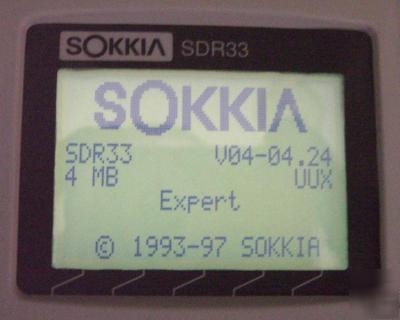 SOKKIA SDR33
SOKKIA
SDR33 V04-04.24
4 MB UUX
Expert
© 1993-97 SOKKIA